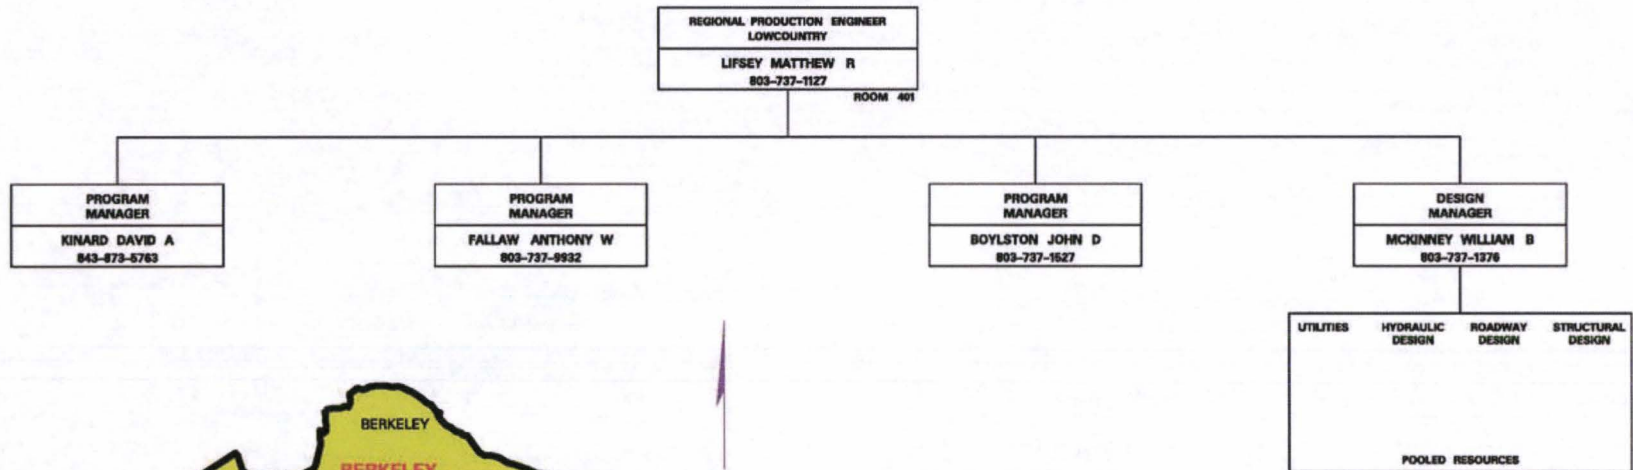 REGIONAL PRODUCTION ENGINEER
LOWCOUNTRY
LIFSEY MATTHEW R
803-737-1127
ROOM 401
PROGRAM
MANAGER
KINARD DAVID A
843-873-5763
PROGRAM
MANAGER
FALLAW ANTHONY W
803-737-9932
PROGRAM
MANAGER
BOYLSTON JOHN D
803-737-1527
DESIGN
MANAGER
MCKINNEY WILLIAM B
803-737-1376
UTILITIES
HYDRAULIC
DESIGN
ROADWAY
DESIGN
STRUCTURAL
DESIGN
POOLED RESOURCES
BERKELEY
BERKELEY